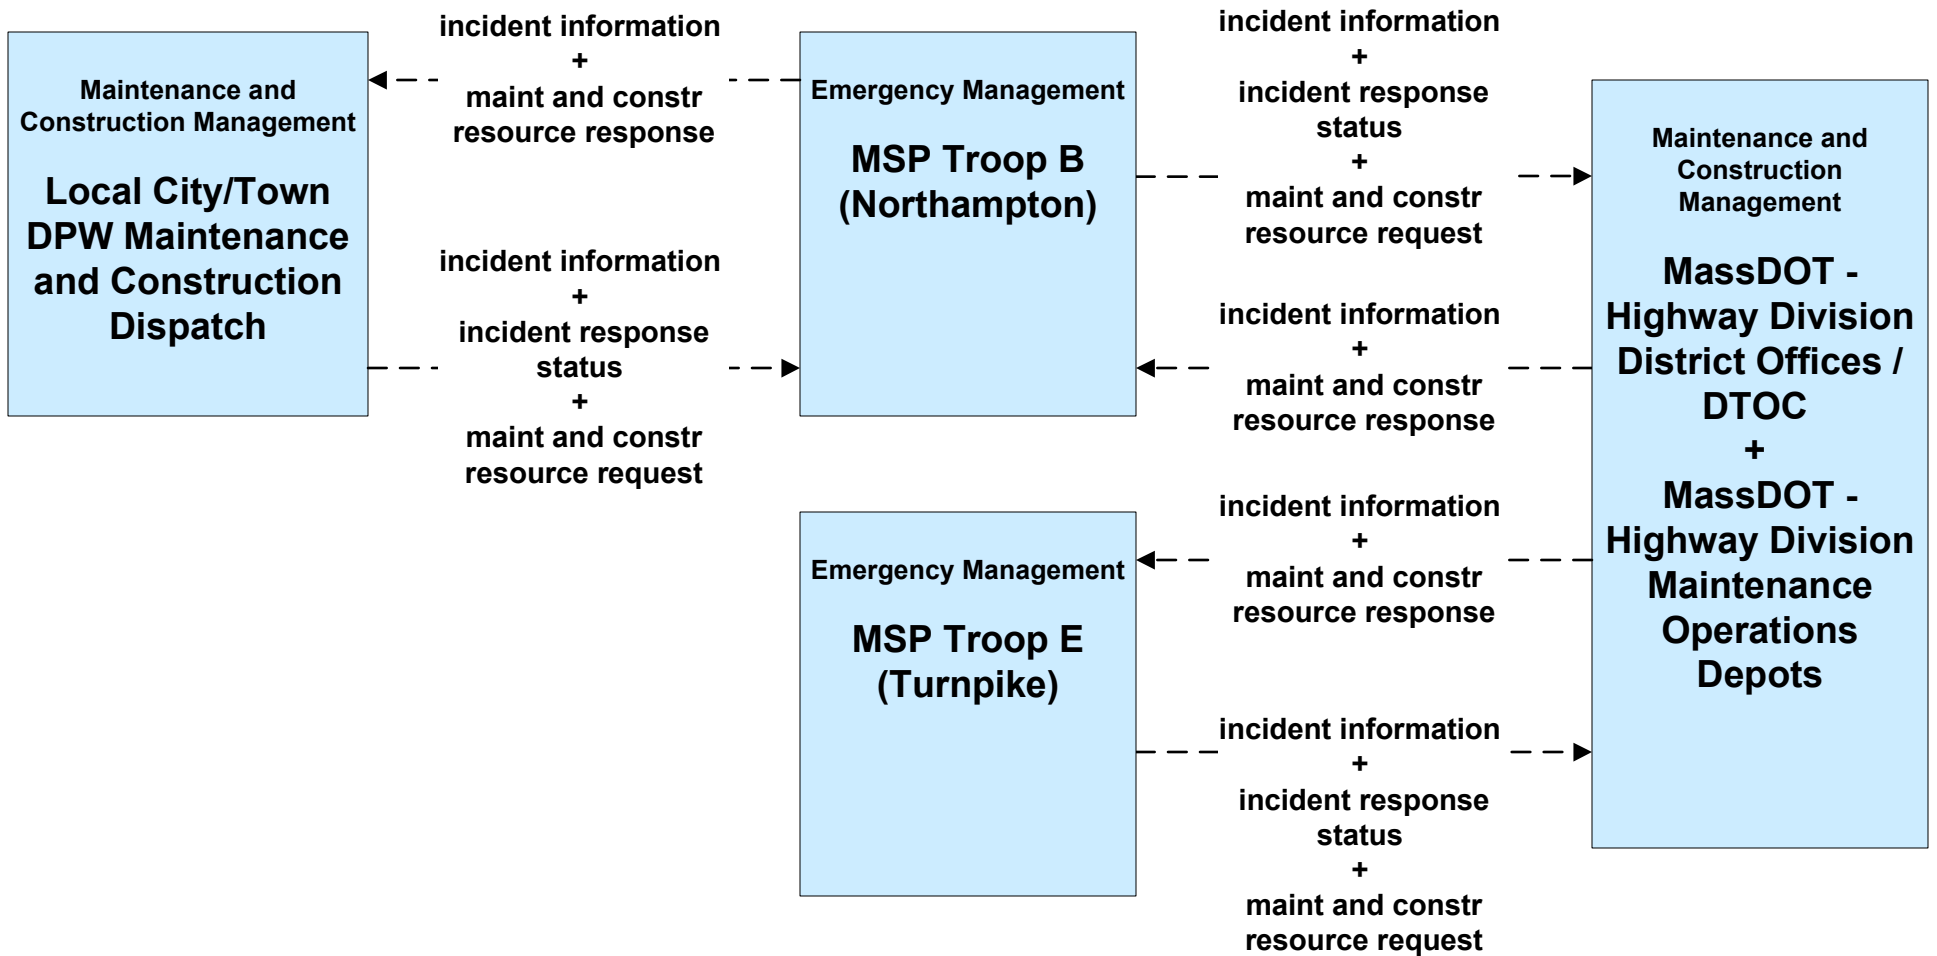 Maintenance and
Construction Management
Local City/Town
DPW Maintenance
and Construction
Dispatch
incident information
+
maint and constr
resource response
incident information
+
incident response
status
+
maint and constr
resource request
Emergency Management
MSP Troop B
(Northampton)
Emergency Management
MSP Troop E
(Turnpike)
incident information
+
incident response
status
+
maint and constr
resource request
incident information
+
maint and constr
resource response
incident information
+
maint and constr
resource response
incident information
+
incident response
status
+
maint and constr
resource request
Maintenance and
Construction
Management
MassDOT -
Highway Division
District Offices /
DTOC
+
MassDOT -
Highway Division
Maintenance
Operations
Depots